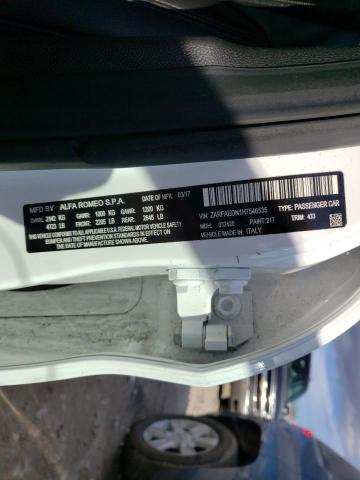 MFD BY ALFA ROMEO S.P.A. DATE OF MFR: 03/17
GVWR: 2142 KG GAWR: 1000 KG GAWR: 1200 KG
4723 LB FRONT: 2205 LB REAR: 2645 LB
THIS VEHICLE CONFORMS TO ALL APPLICABLE U.S.A. FEDERAL MOTOR VEHICLE SAFETY,
BUMPER, AND THEFT PREVENTION STANDARDS IN EFFECT ON THE DATE OF MANUFACTURE
SHOWN ABOVE.
VIN: ZARFAEDN1H7546535 TYPE: PASSENGER CAR
MDH: PAINT: 217 TRIM: 433
VEHICLE MADE IN: ITALY